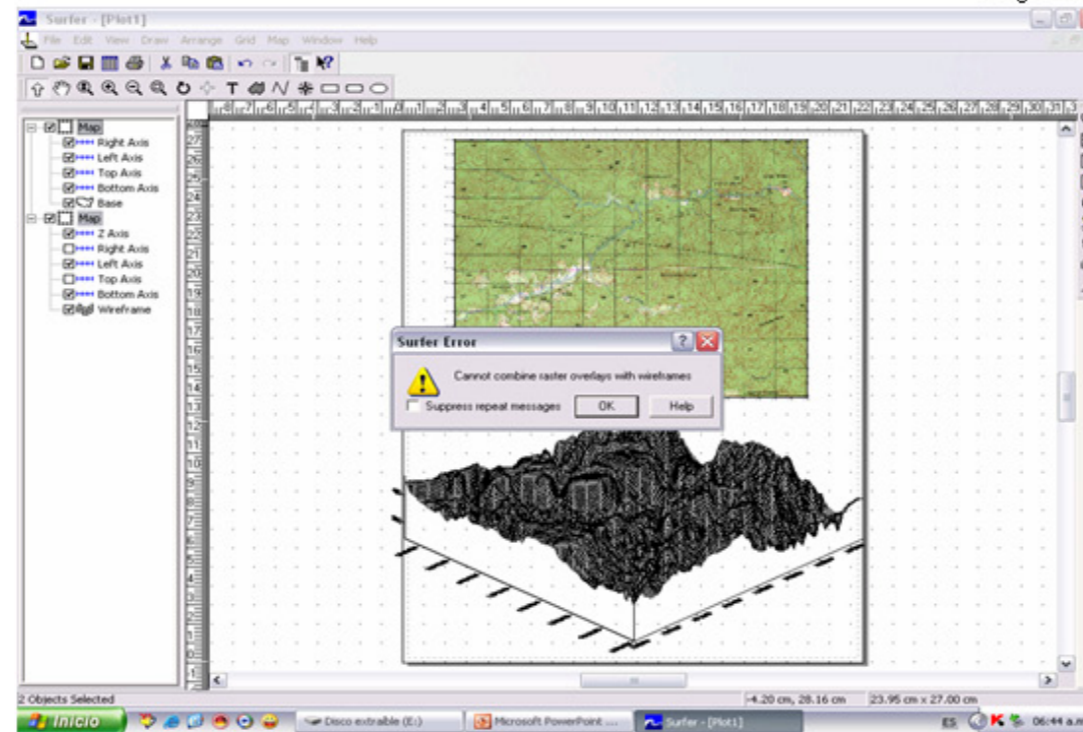 Surfer - [Plot1]
File Edit View Draw Arrange Grid Map Window Help
Map
Right Axis
Left Axis
Top Axis
Bottom Axis
Base
Map
Z Axis
Right Axis
Left Axis
Top Axis
Bottom Axis
Wireframe
Surfer Error
Cannot combine raster overlays with wireframes
Suppress repeat messages
OK
Help
2 Objects Selected
-4.20 cm, 28.16 cm
23.95 cm x 27.00 cm
Inicio
Disco extraíble (E:)
Microsoft PowerPoint ...
Surfer - [Plot1]
ES
06:44 a.m